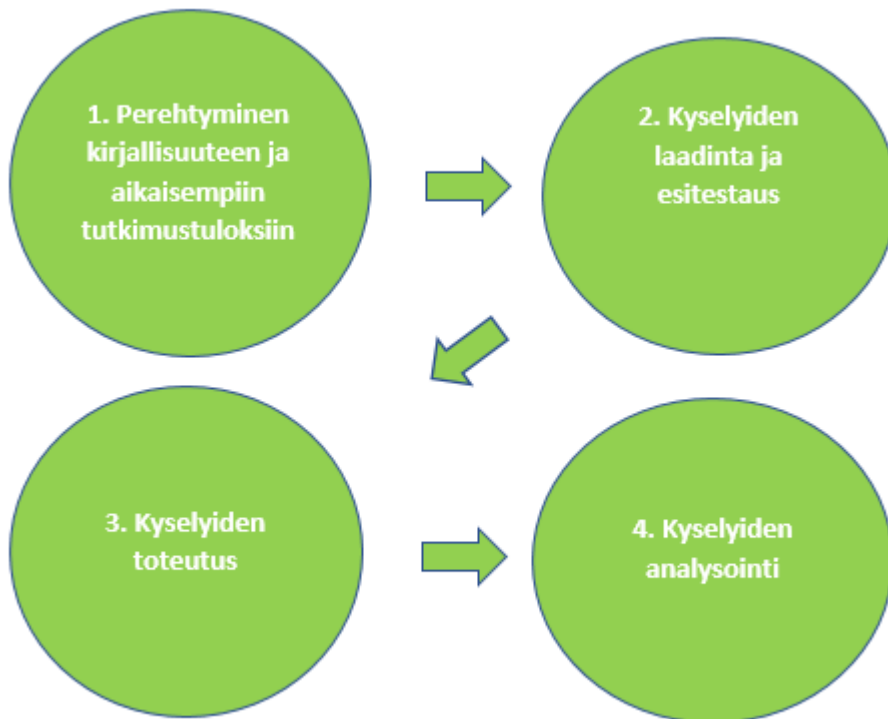 1. Perehtyminen
kirjallisuuteen ja
aikaisempiin
tutkimustuloksiin
2. Kyselyiden
laadinta ja
esitestaus
3. Kyselyiden
toteutus
4. Kyselyiden
analysointi